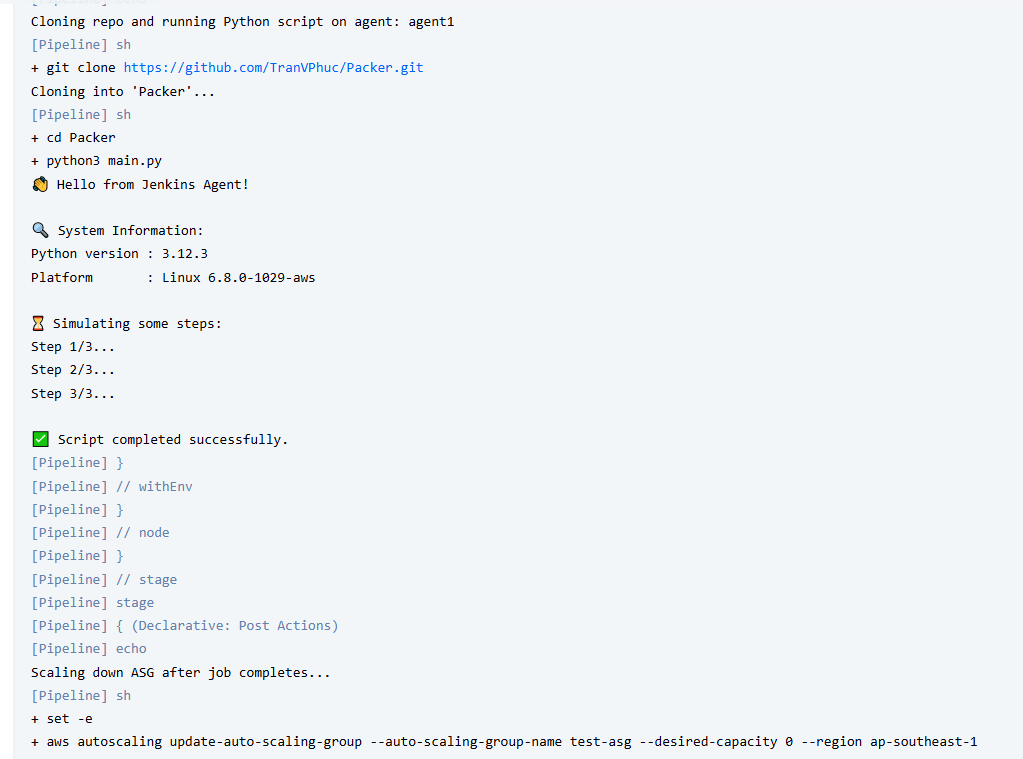 Cloning repo and running Python script on agent: agent1
[Pipeline] sh
+ git clone https://github.com/TranVPhuc/Packer.git
Cloning into 'Packer'...
[Pipeline] sh
+ cd Packer
+ python3 main.py
👋 Hello from Jenkins Agent!
🔍 System Information:
Python version : 3.12.3
Platform       : Linux 6.8.0-1029-aws
⏳ Simulating some steps:
Step 1/3...
Step 2/3...
Step 3/3...
✅ Script completed successfully.
[Pipeline] }
[Pipeline] // withEnv
[Pipeline] }
[Pipeline] // node
[Pipeline] }
[Pipeline] // stage
[Pipeline] stage
[Pipeline] { (Declarative: Post Actions)
[Pipeline] echo
Scaling down ASG after job completes...
[Pipeline] sh
+ set -e
+ aws autoscaling update-auto-scaling-group --auto-scaling-group-name test-asg --desired-capacity 0 --region ap-southeast-1